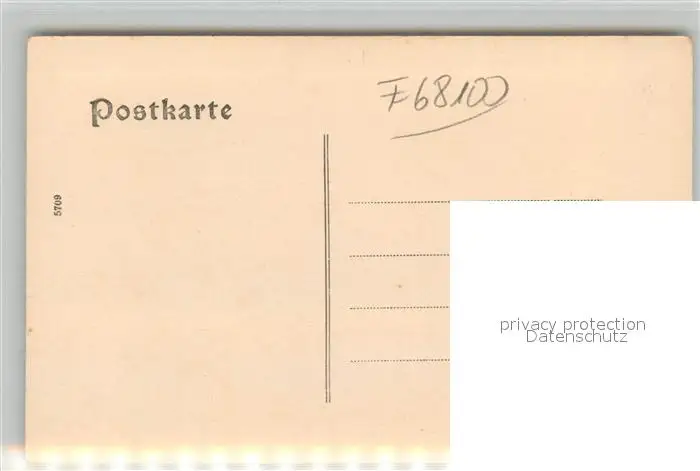 Postkarte
F68100
5709
privacy protection
Datenschutz